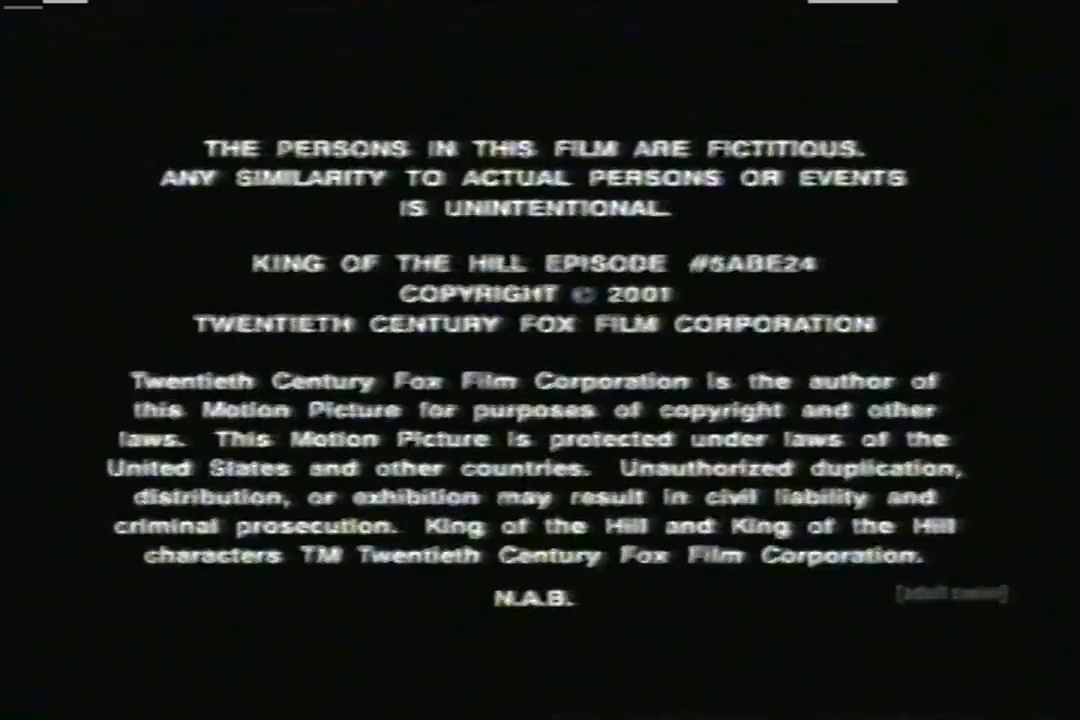 THE PERSONS IN THIS FILM ARE FICTITIOUS.
ANY SIMILARITY TO ACTUAL PERSONS OR EVENTS
IS UNINTENTIONAL.
KING OF THE HILL EPISODE #5ABE24
COPYRIGHT © 2001
TWENTIETH CENTURY FOX FILM CORPORATION
Twentieth Century Fox Film Corporation is the author of
this Motion Picture for purposes of copyright and other
laws. This Motion Picture is protected under laws of the
United States and other countries. Unauthorized duplication,
distribution, or exhibition may result in civil liability and
criminal prosecution. King of the Hill and King of the Hill
characters TM Twentieth Century Fox Film Corporation.
N.A.B.
[adult swim]